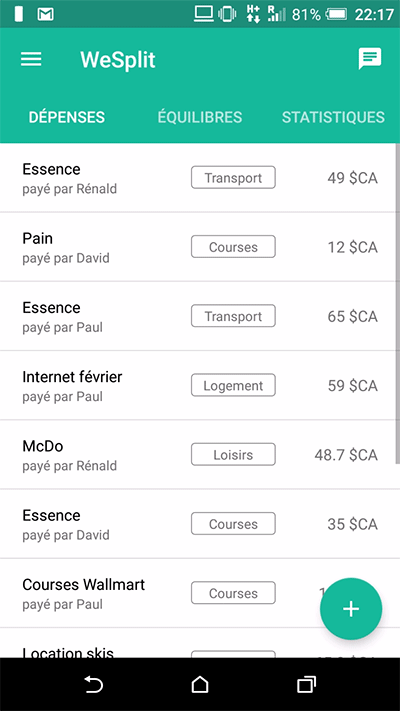 81% 22:17
WeSplit
DÉPENSES ÉQUILIBRES STATISTIQUES
Essence
payé par Rénald
Transport
49 $CA
Pain
payé par David
Courses
12 $CA
Essence
payé par Paul
Transport
65 $CA
Internet février
payé par Paul
Logement
59 $CA
McDo
payé par Rénald
Loisirs
48.7 $CA
Essence
payé par David
Courses
35 $CA
Courses Wallmart
payé par Paul
Courses
Location skis